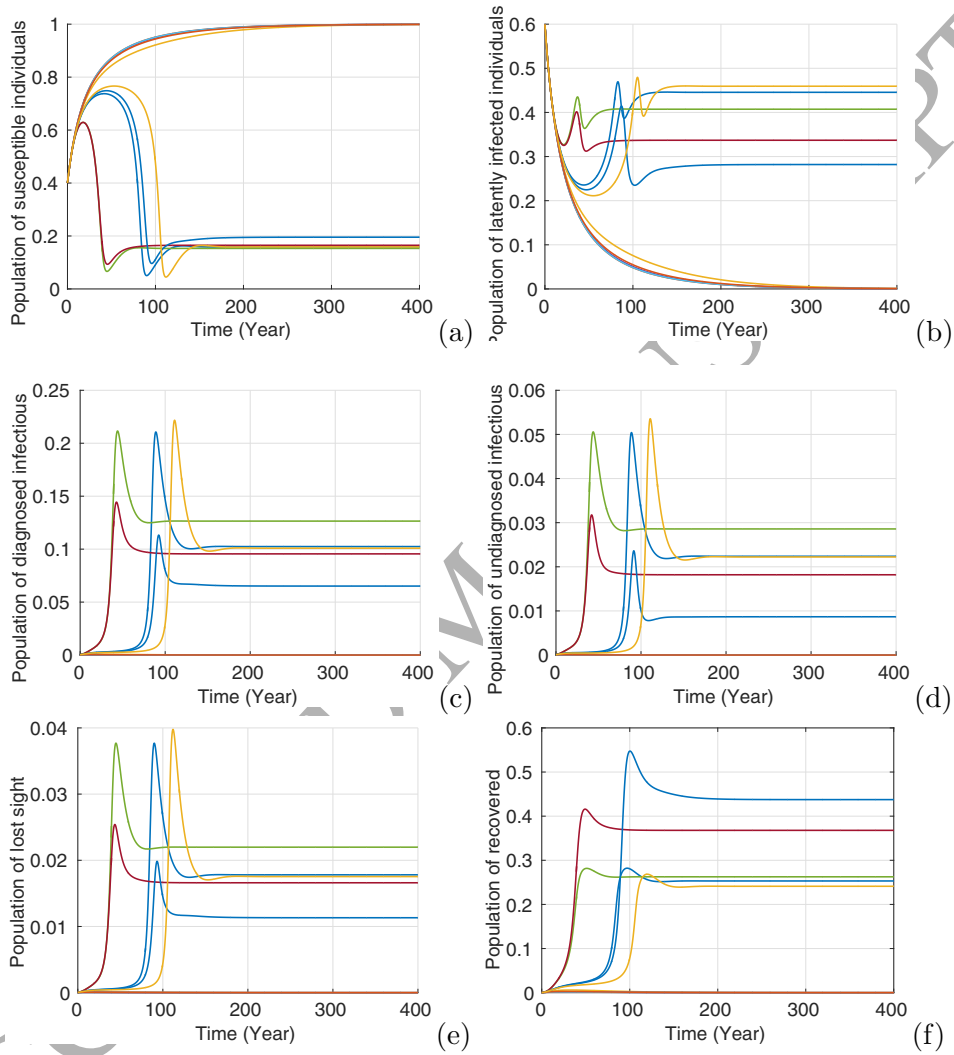 Population of susceptible individuals
1
0.8
0.6
0.4
0.2
0
0 100 200 300 400
Time (Year)
(a)
Population of latently infected individuals
0.6
0.5
0.4
0.3
0.2
0.1
0
0 100 200 300 400
Time (Year)
(b)
Population of diagnosed infectious
0.25
0.2
0.15
0.1
0.05
0
0 100 200 300 400
Time (Year)
(c)
Population of undiagnosed infectious
0.06
0.05
0.04
0.03
0.02
0.01
0
0 100 200 300 400
Time (Year)
(d)
Population of lost sight
0.04
0.03
0.02
0.01
0
0 100 200 300 400
Time (Year)
(e)
Population of recovered
0.6
0.5
0.4
0.3
0.2
0.1
0
0 100 200 300 400
Time (Year)
(f)